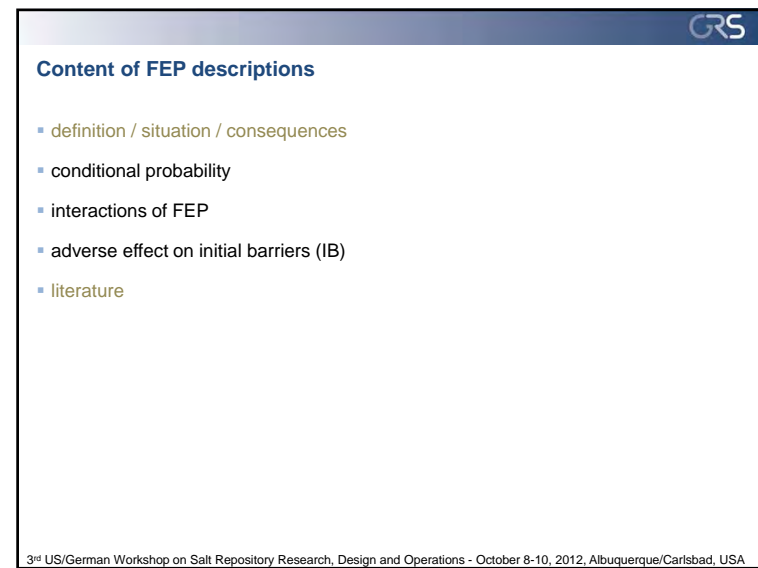 GRS
Content of FEP descriptions
▪ definition / situation / consequences
▪ conditional probability
▪ interactions of FEP
▪ adverse effect on initial barriers (IB)
▪ literature
3rd US/German Workshop on Salt Repository Research, Design and Operations - October 8-10, 2012, Albuquerque/Carlsbad, USA